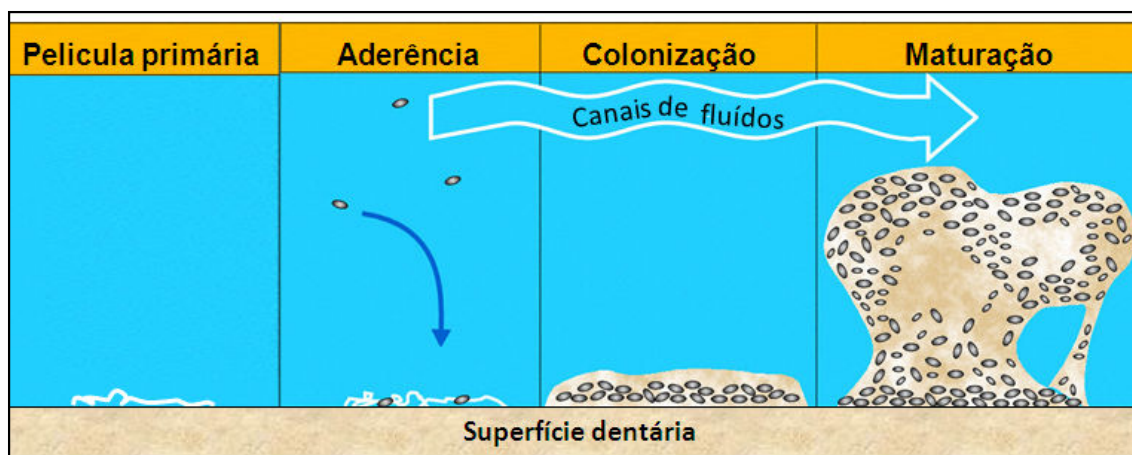 Pelicula primária
Aderência
Colonização
Maturação
Canais de fluídos
Superfície dentária